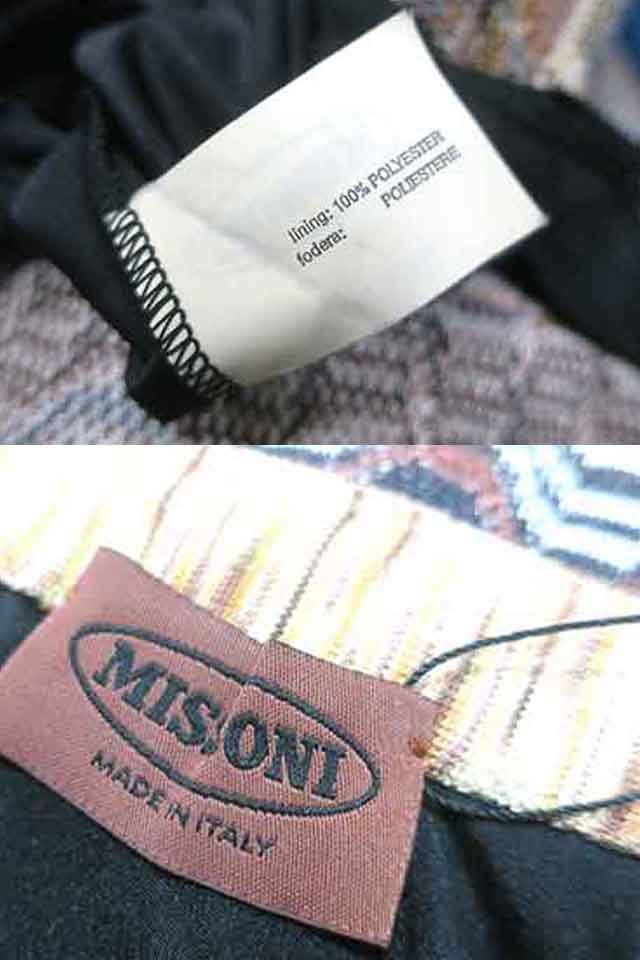 lining: 100% POLYESTER
fodera: POLIESTERE
MISSONI
MADE IN ITALY